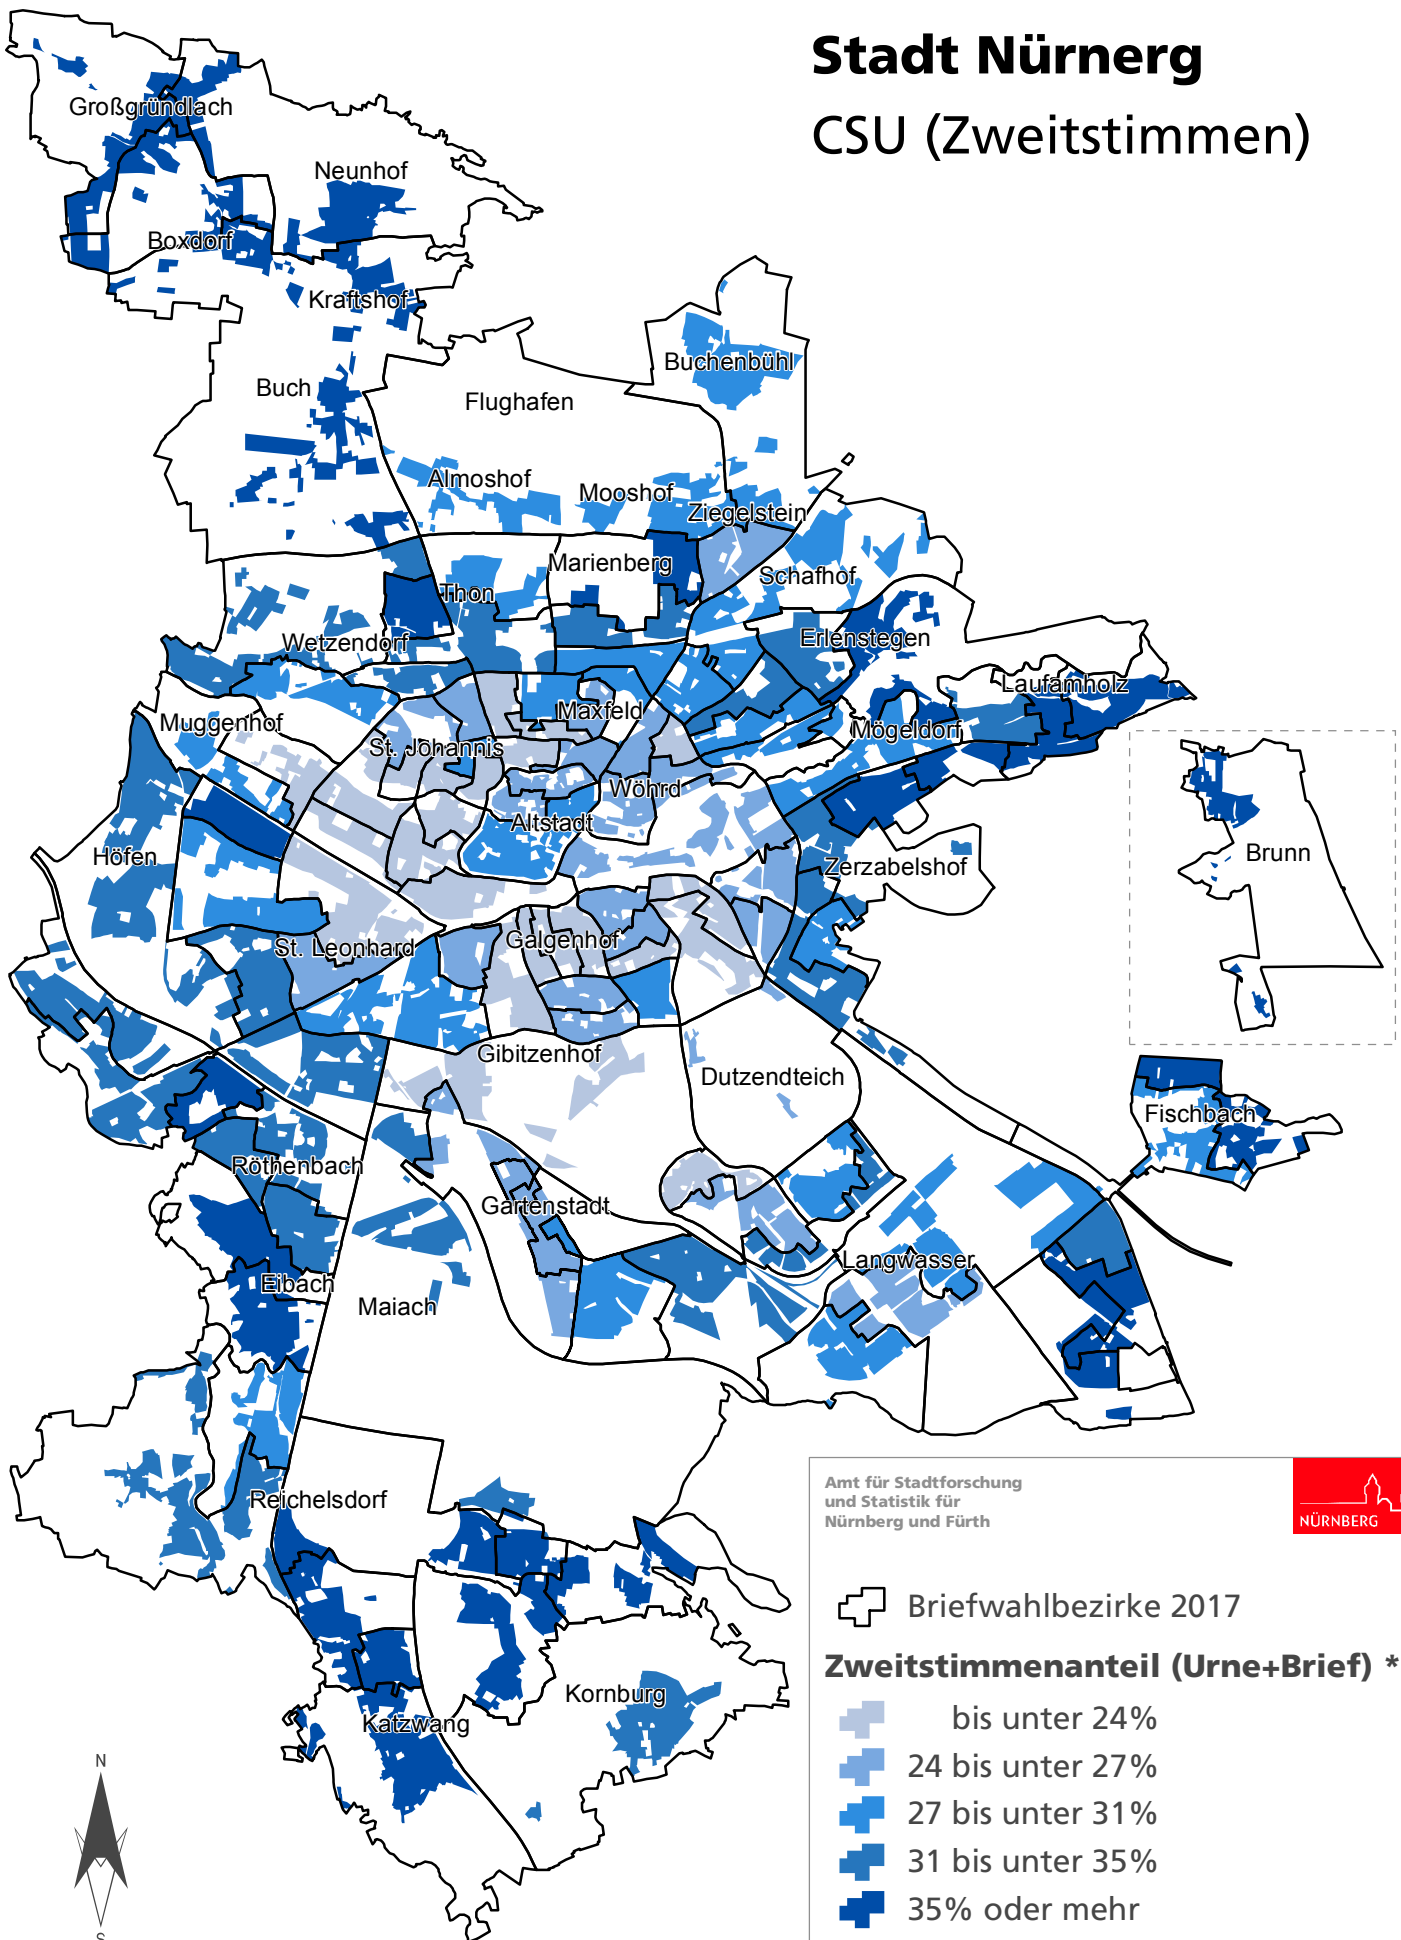 Stadt Nürnerg
CSU (Zweitstimmen)
Großgründlach
Neunhof
Boxdorf
Kraftshof
Buchenbühl
Buch
Flughafen
Almoshof
Mooshof
Ziegelstein
Marienberg
Schafhof
Thon
Wetzendorf
Erlenstegen
Laufamholz
Muggenhof
Maxfeld
Mögeldorf
St. Johannis
Wöhrd
Altstadt
Höfen
Zerzabelshof
Brunn
St. Leonhard
Galgenhof
Gibitzenhof
Dutzendteich
Fischbach
Röthenbach
Gartenstadt
Langwasser
Eibach
Maiach
Reichelsdorf
Kornburg
Katzwang
Amt für Stadtforschung
und Statistik für
Nürnberg und Fürth
NÜRNBERG
Briefwahlbezirke 2017
Zweitstimmenanteil (Urne+Brief) *
bis unter 24%
24 bis unter 27%
27 bis unter 31%
31 bis unter 35%
35% oder mehr
N
S